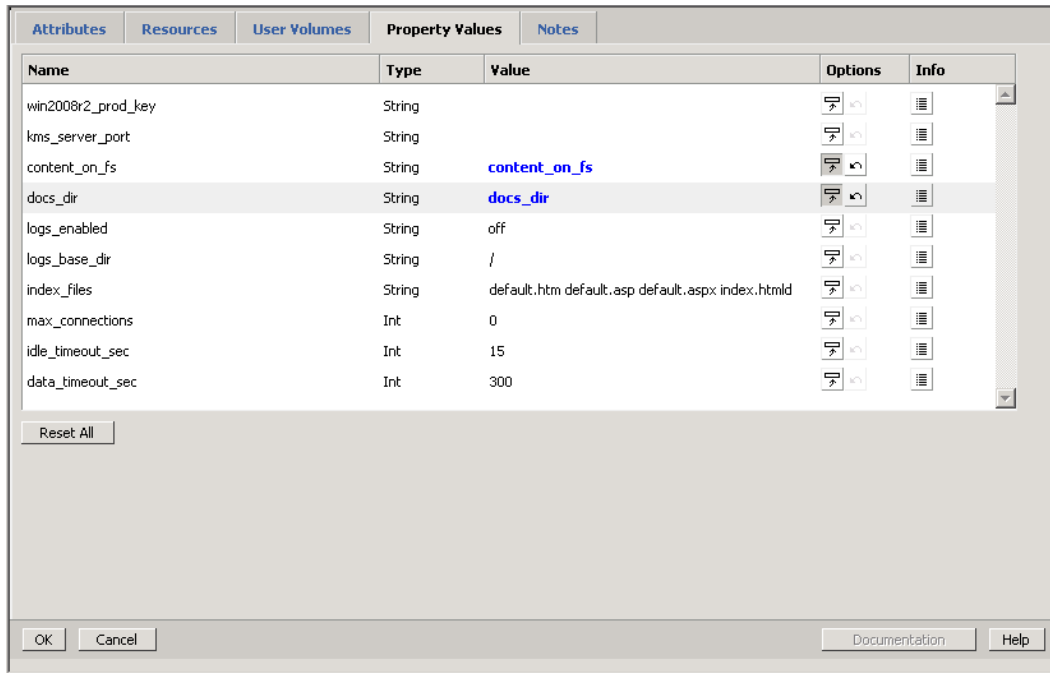 Attributes Resources User Volumes Property Values Notes
Name Type Value Options Info
win2008r2_prod_key String
kms_server_port String
content_on_fs String content_on_fs
docs_dir String docs_dir
logs_enabled String off
logs_base_dir String /
index_files String default.htm default.asp default.aspx index.htmld
max_connections Int 0
idle_timeout_sec Int 15
data_timeout_sec Int 300
Reset All
OK Cancel Documentation Help